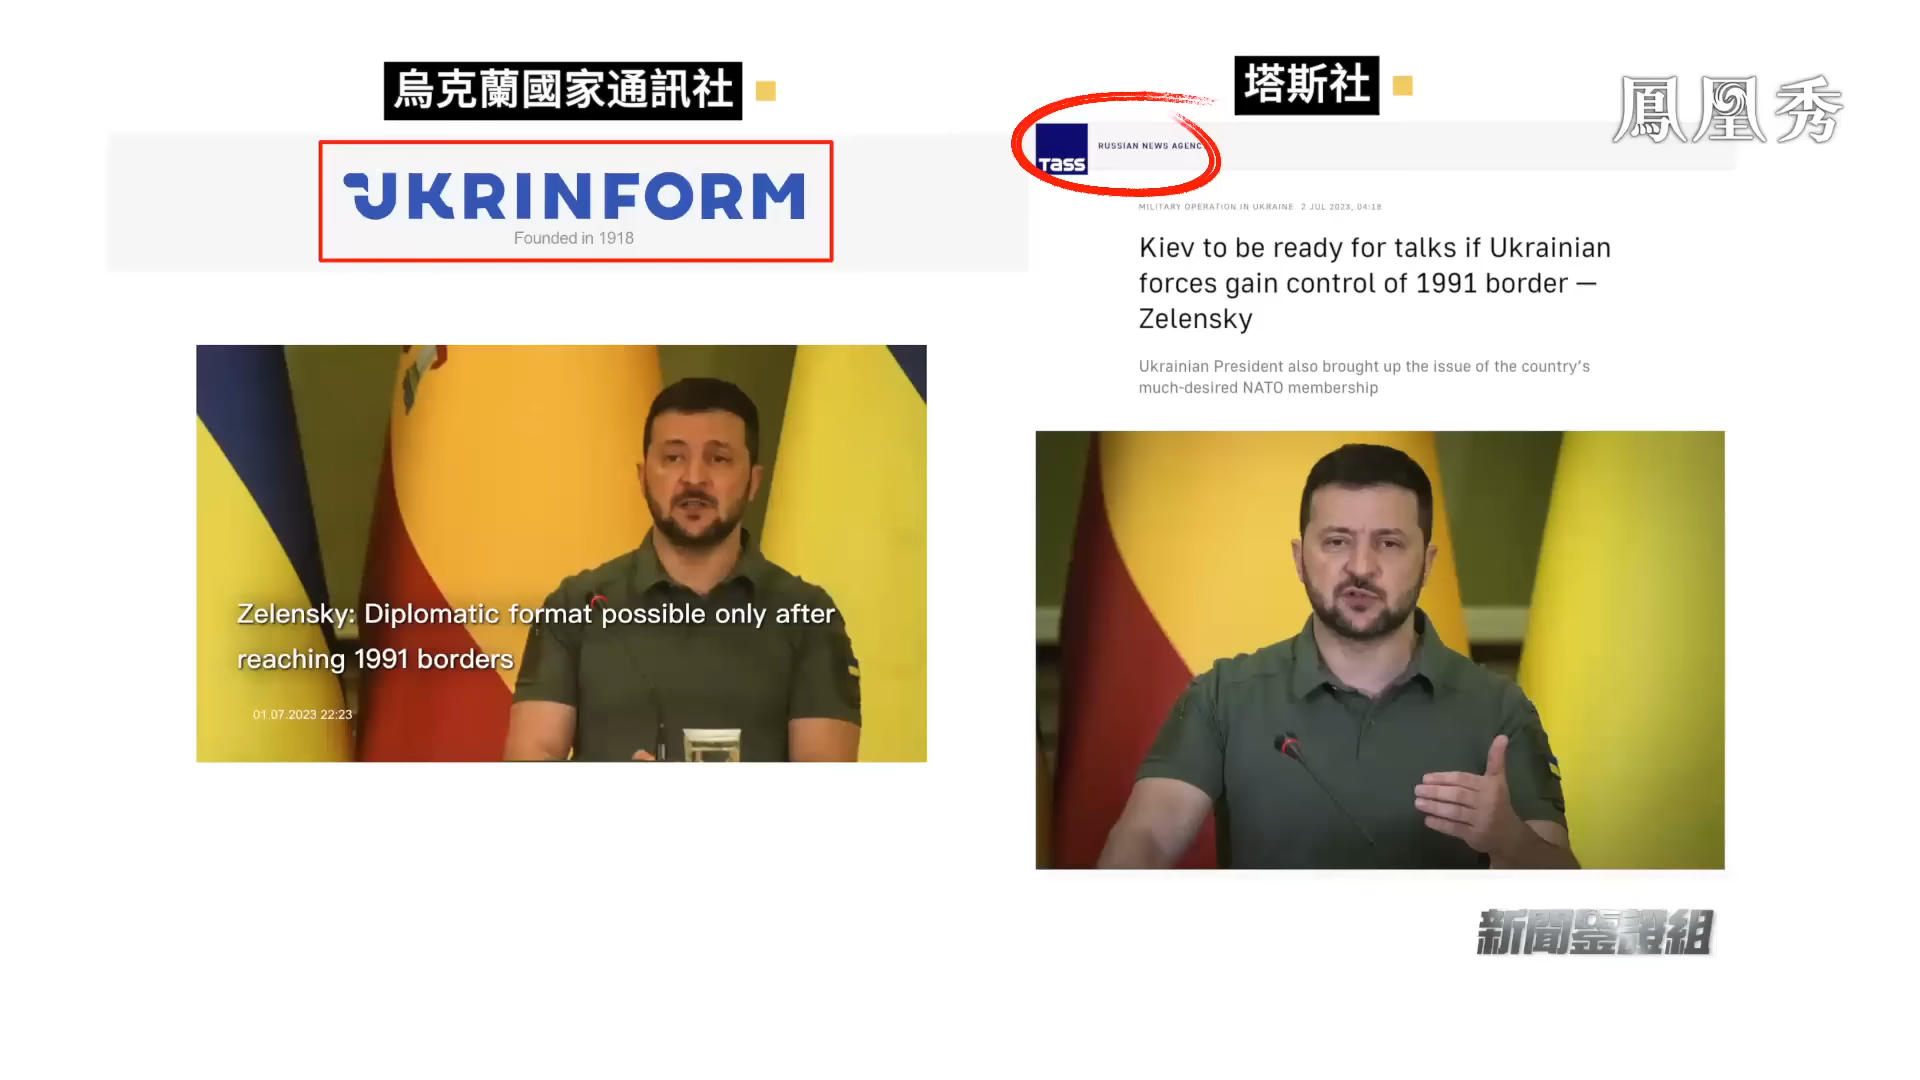 烏克蘭國家通訊社
UKRINFORM
Founded in 1918
Zelensky: Diplomatic format possible only after
reaching 1991 borders
01.07.2023 22:23
塔斯社
鳳凰秀
TASS
RUSSIAN NEWS AGENC
MILITARY OPERATION IN UKRAINE 2 JUL 2023, 04:18
Kiev to be ready for talks if Ukrainian
forces gain control of 1991 border —
Zelensky
Ukrainian President also brought up the issue of the country's
much-desired NATO membership
新聞鉴證組